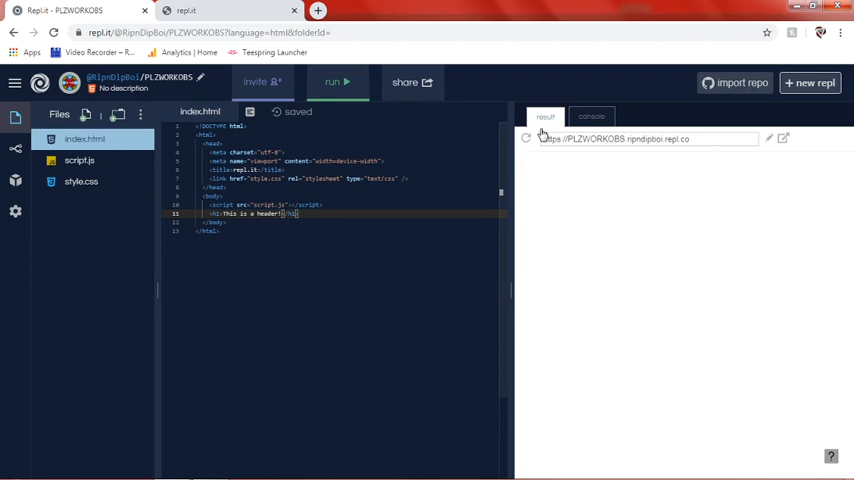 Repl.it - PLZWORKOBS
repl.it
repl.it/@RipnDipBoi/PLZWORKOBS?language=html&folderId=
Apps Video Recorder – R... Analytics | Home Teespring Launcher
@RipnDipBoi/PLZWORKOBS
No description
invite
run
share
import repo
+ new repl
Files
index.html
script.js
style.css
index.html
saved
1 <!DOCTYPE html>
2 <html>
3 <head>
4 <meta charset="utf-8">
5 <meta name="viewport" content="width=device-width">
6 <title>repl.it</title>
7 <link href="style.css" rel="stylesheet" type="text/css" />
8 </head>
9 <body>
10 <script src="script.js"></script>
11 <h1>This is a header!</h1>
12 </body>
13 </html>
result
console
https://PLZWORKOBS.ripndipboi.repl.co
?